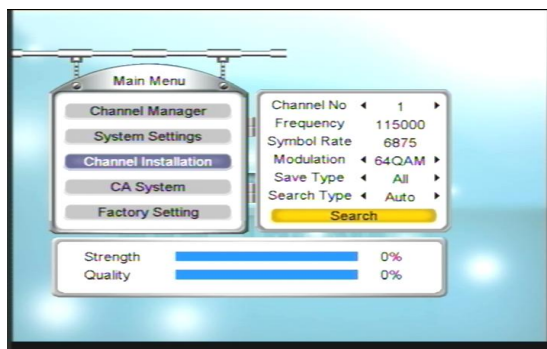 Main Menu
Channel Manager
System Settings
Channel Installation
CA System
Factory Setting
Channel No 1
Frequency 115000
Symbol Rate 6875
Modulation 64QAM
Save Type All
Search Type Auto
Search
Strength 0%
Quality 0%